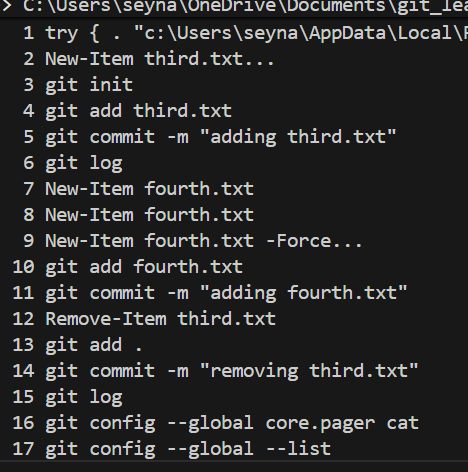 > C:\Users\seyna\OneDrive\Documents\git_lea
1 try { . "c:\Users\seyna\AppData\Local\P
2 New-Item third.txt...
3 git init
4 git add third.txt
5 git commit -m "adding third.txt"
6 git log
7 New-Item fourth.txt
8 New-Item fourth.txt
9 New-Item fourth.txt -Force...
10 git add fourth.txt
11 git commit -m "adding fourth.txt"
12 Remove-Item third.txt
13 git add .
14 git commit -m "removing third.txt"
15 git log
16 git config --global core.pager cat
17 git config --global --list